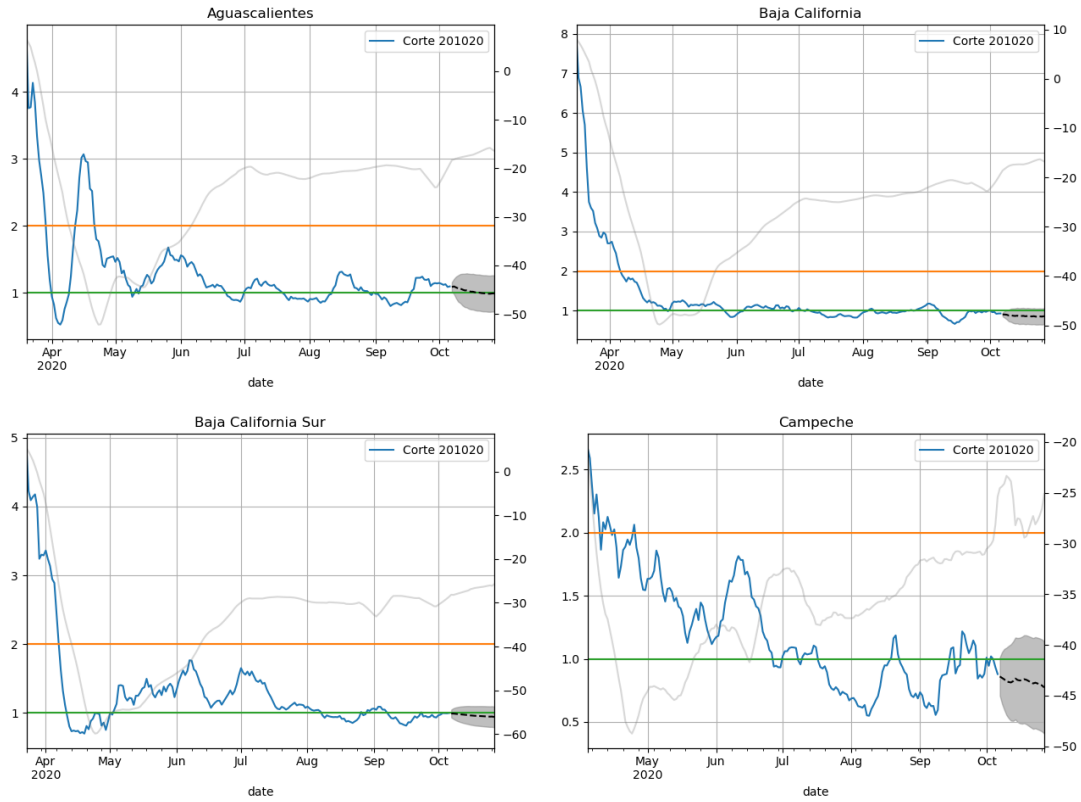 Aguascalientes
Corte 201020
4
3
2
1
0
−10
−20
−30
−40
−50
Apr
2020
May
Jun
Jul
Aug
Sep
Oct
date
Baja California
Corte 201020
8
7
6
5
4
3
2
1
10
0
−10
−20
−30
−40
−50
Apr
2020
May
Jun
Jul
Aug
Sep
Oct
date
Baja California Sur
Corte 201020
5
4
3
2
1
0
−10
−20
−30
−40
−50
−60
Apr
2020
May
Jun
Jul
Aug
Sep
Oct
date
Campeche
Corte 201020
2.5
2.0
1.5
1.0
0.5
−20
−25
−30
−35
−40
−45
−50
May
2020
Jun
Jul
Aug
Sep
Oct
date